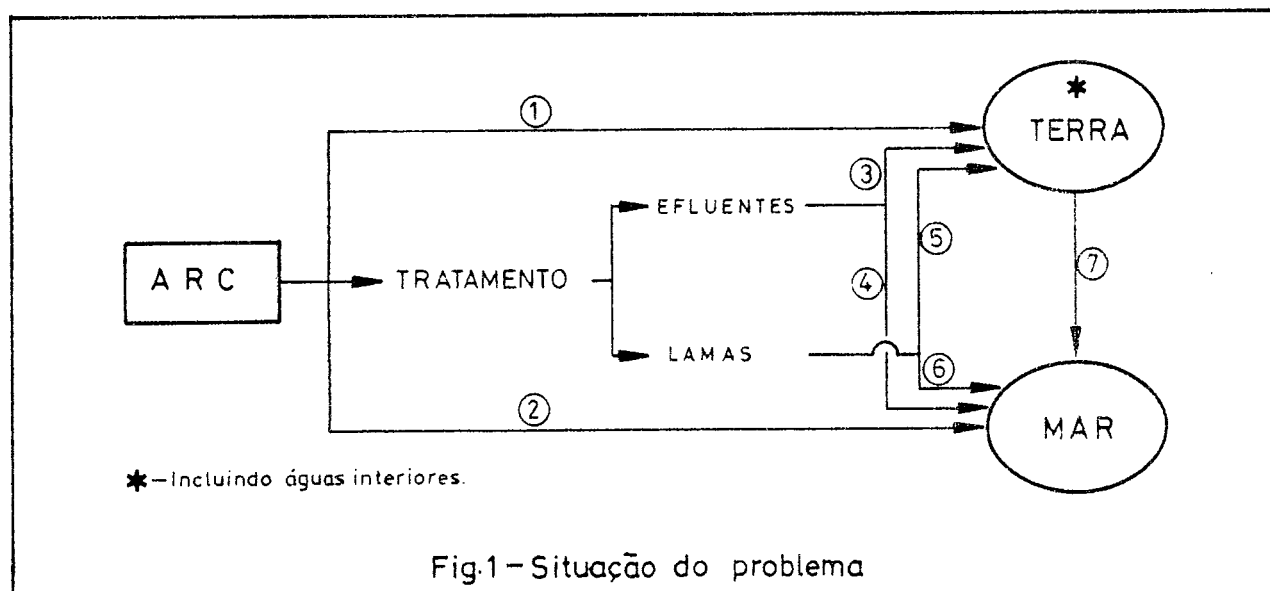 ①
*
TERRA
③
EFLUENTES
⑤
⑦
A R C
TRATAMENTO
④
LAMAS
⑥
②
MAR
*—Incluindo águas interiores.
Fig.1—Situação do problema